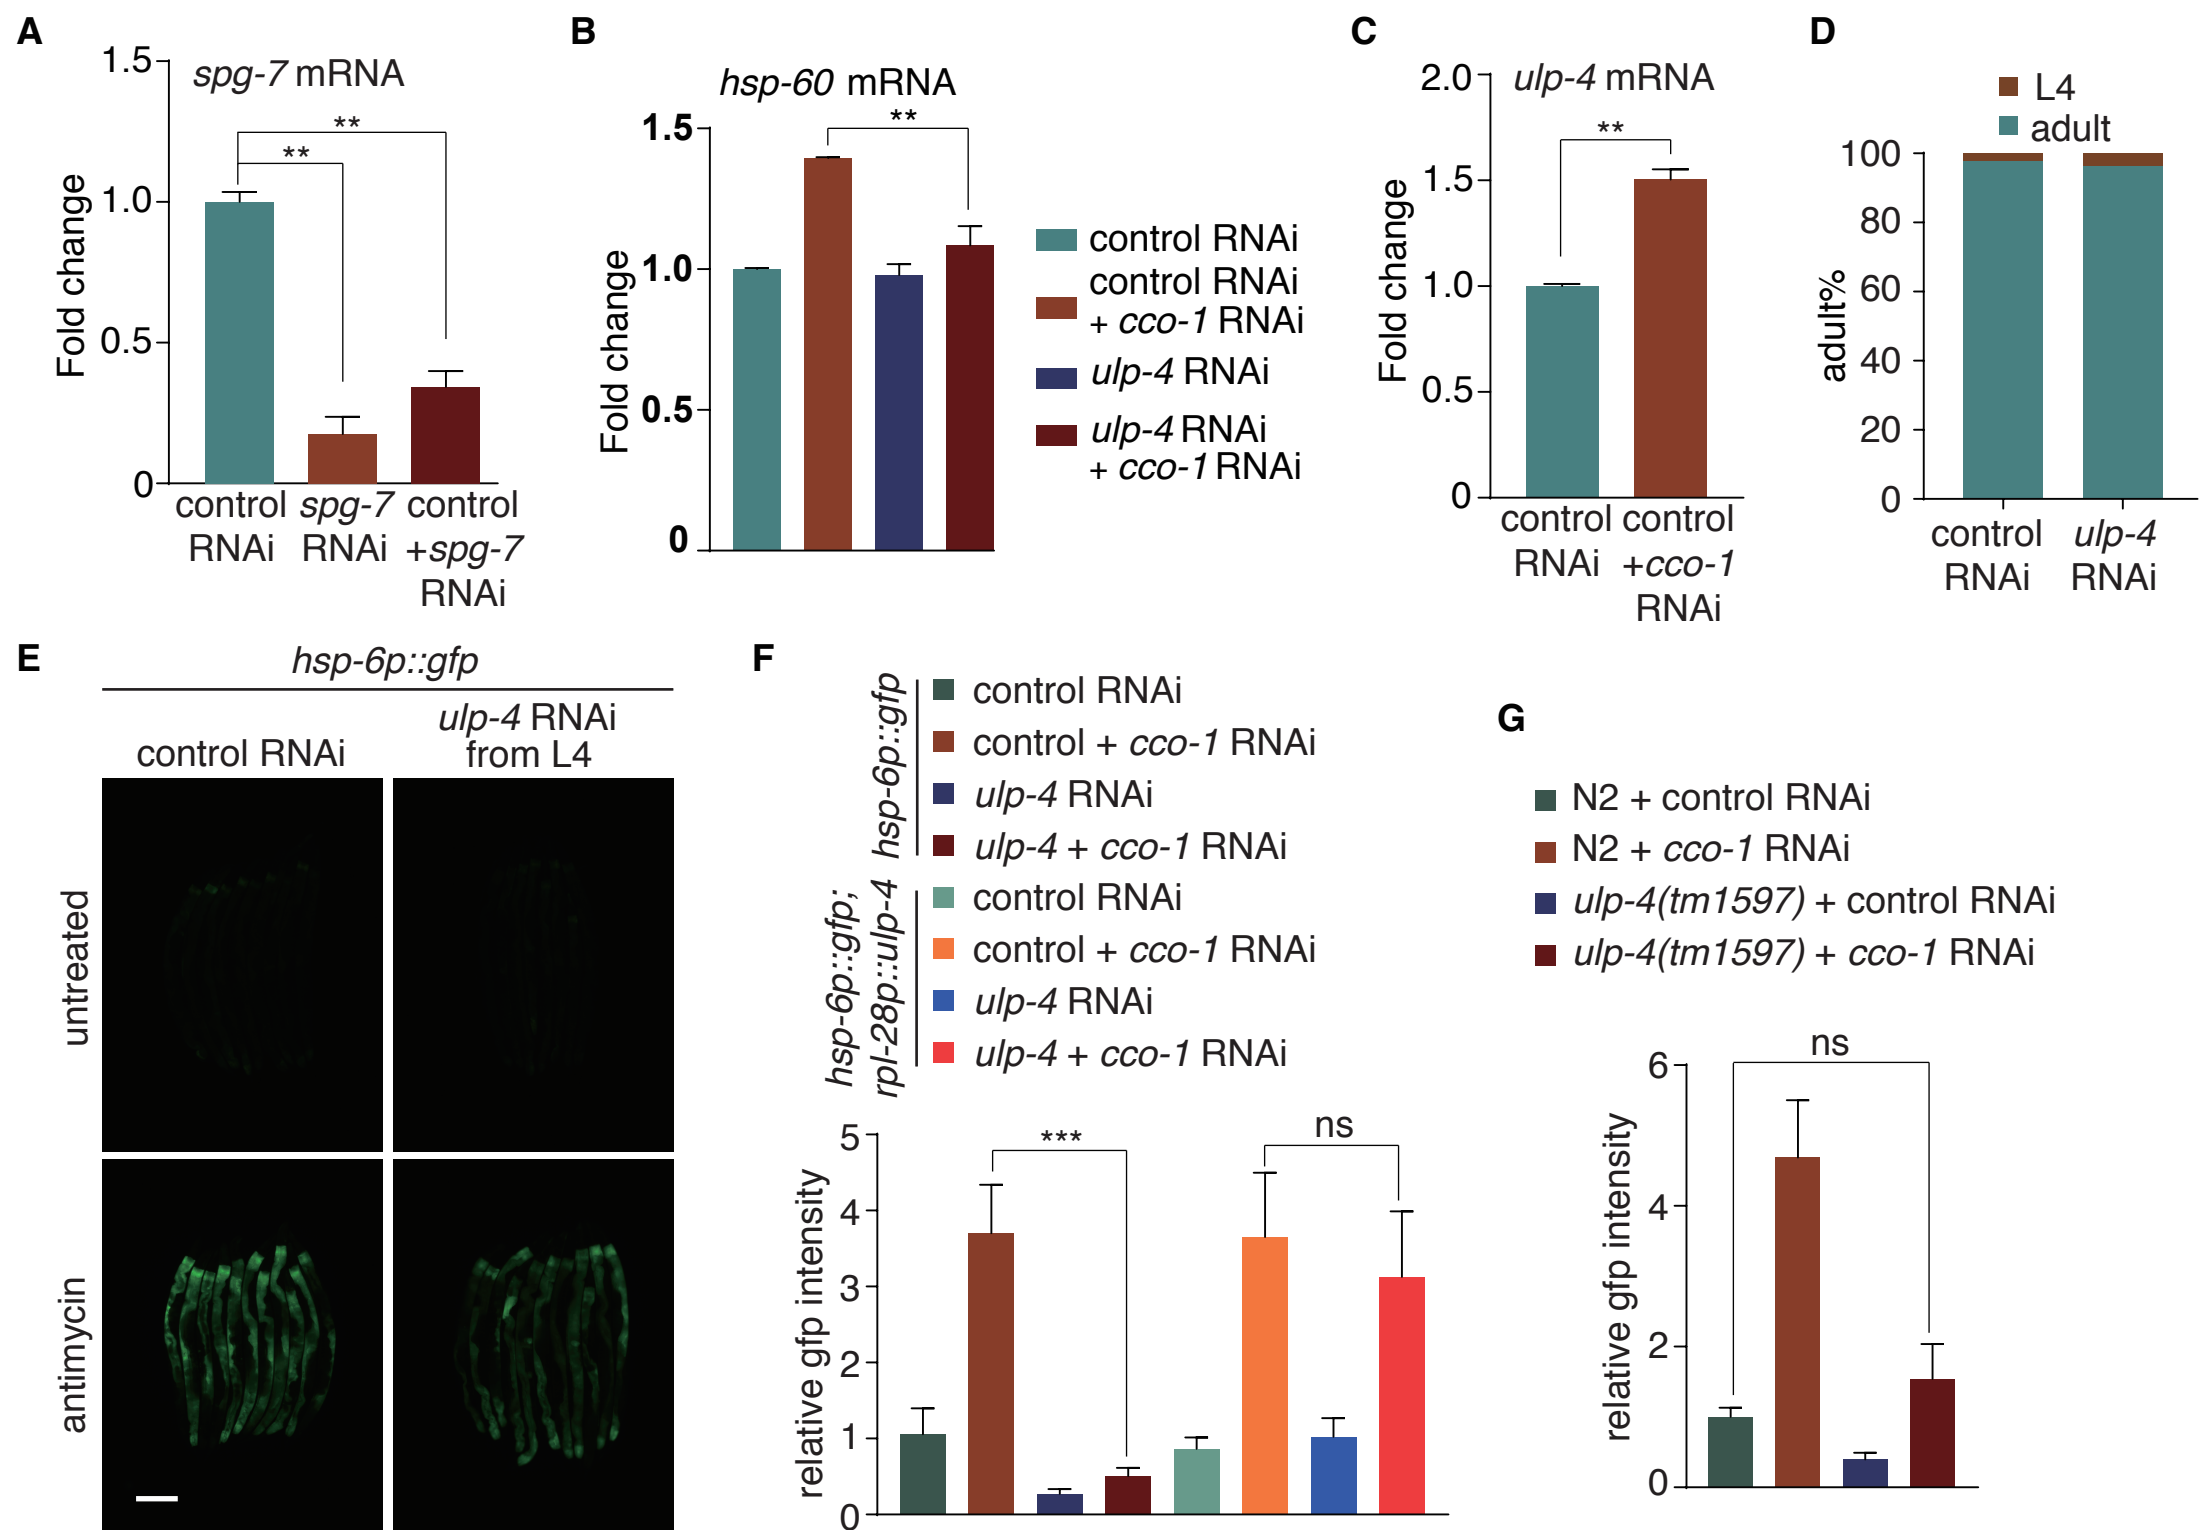 A
1.5
spg-7 mRNA
**
**
1.0
0.5
0
Fold change
control
RNAi
spg-7
RNAi
control
+spg-7
RNAi
B
hsp-60 mRNA
1.5
**
1.0
0.5
0
Fold change
control RNAi
control RNAi
+ cco-1 RNAi
ulp-4 RNAi
ulp-4 RNAi
+ cco-1 RNAi
C
2.0
ulp-4 mRNA
**
1.5
1.0
0.5
0
Fold change
control
RNAi
control
+cco-1
RNAi
D
L4
adult
100
80
60
40
20
0
adult%
control
RNAi
ulp-4
RNAi
E
hsp-6p::gfp
control RNAi
ulp-4 RNAi
from L4
untreated
antimycin
F
hsp-6p::gfp
control RNAi
control + cco-1 RNAi
ulp-4 RNAi
ulp-4 + cco-1 RNAi
hsp-6p::gfp;
rpl-28p::ulp-4
control RNAi
control + cco-1 RNAi
ulp-4 RNAi
ulp-4 + cco-1 RNAi
5
4
3
2
1
0
relative gfp intensity
***
ns
G
N2 + control RNAi
N2 + cco-1 RNAi
ulp-4(tm1597) + control RNAi
ulp-4(tm1597) + cco-1 RNAi
ns
6
4
2
0
relative gfp intensity